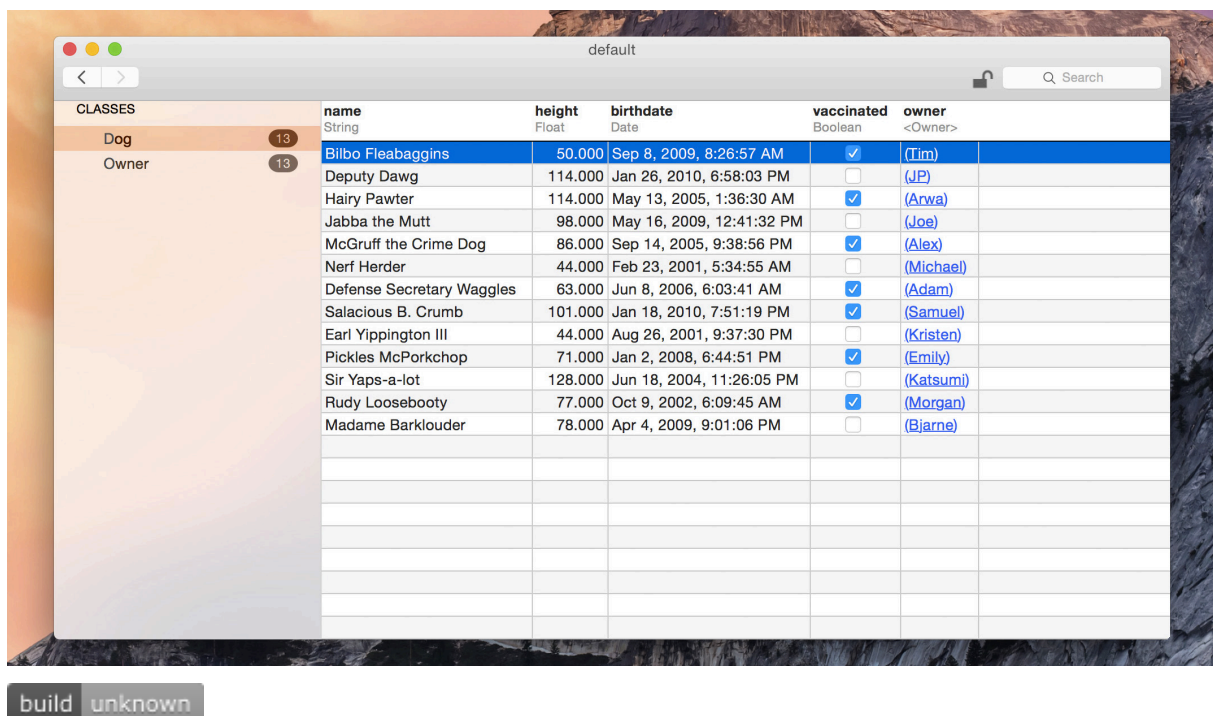 default
Search
CLASSES
Dog 13
Owner 13
name height birthdate vaccinated owner
String Float Date Boolean <Owner>
Bilbo Fleabaggins 50.000 Sep 8, 2009, 8:26:57 AM (Tim)
Deputy Dawg 114.000 Jan 26, 2010, 6:58:03 PM (JP)
Hairy Pawter 114.000 May 13, 2005, 1:36:30 AM (Arwa)
Jabba the Mutt 98.000 May 16, 2009, 12:41:32 PM (Joe)
McGruff the Crime Dog 86.000 Sep 14, 2005, 9:38:56 PM (Alex)
Nerf Herder 44.000 Feb 23, 2001, 5:34:55 AM (Michael)
Defense Secretary Waggles 63.000 Jun 8, 2006, 6:03:41 AM (Adam)
Salacious B. Crumb 101.000 Jan 18, 2010, 7:51:19 PM (Samuel)
Earl Yippington III 44.000 Aug 26, 2001, 9:37:30 PM (Kristen)
Pickles McPorkchop 71.000 Jan 2, 2008, 6:44:51 PM (Emily)
Sir Yaps-a-lot 128.000 Jun 18, 2004, 11:26:05 PM (Katsumi)
Rudy Loosebooty 77.000 Oct 9, 2002, 6:09:45 AM (Morgan)
Madame Barklouder 78.000 Apr 4, 2009, 9:01:06 PM (Bjarne)
build unknown